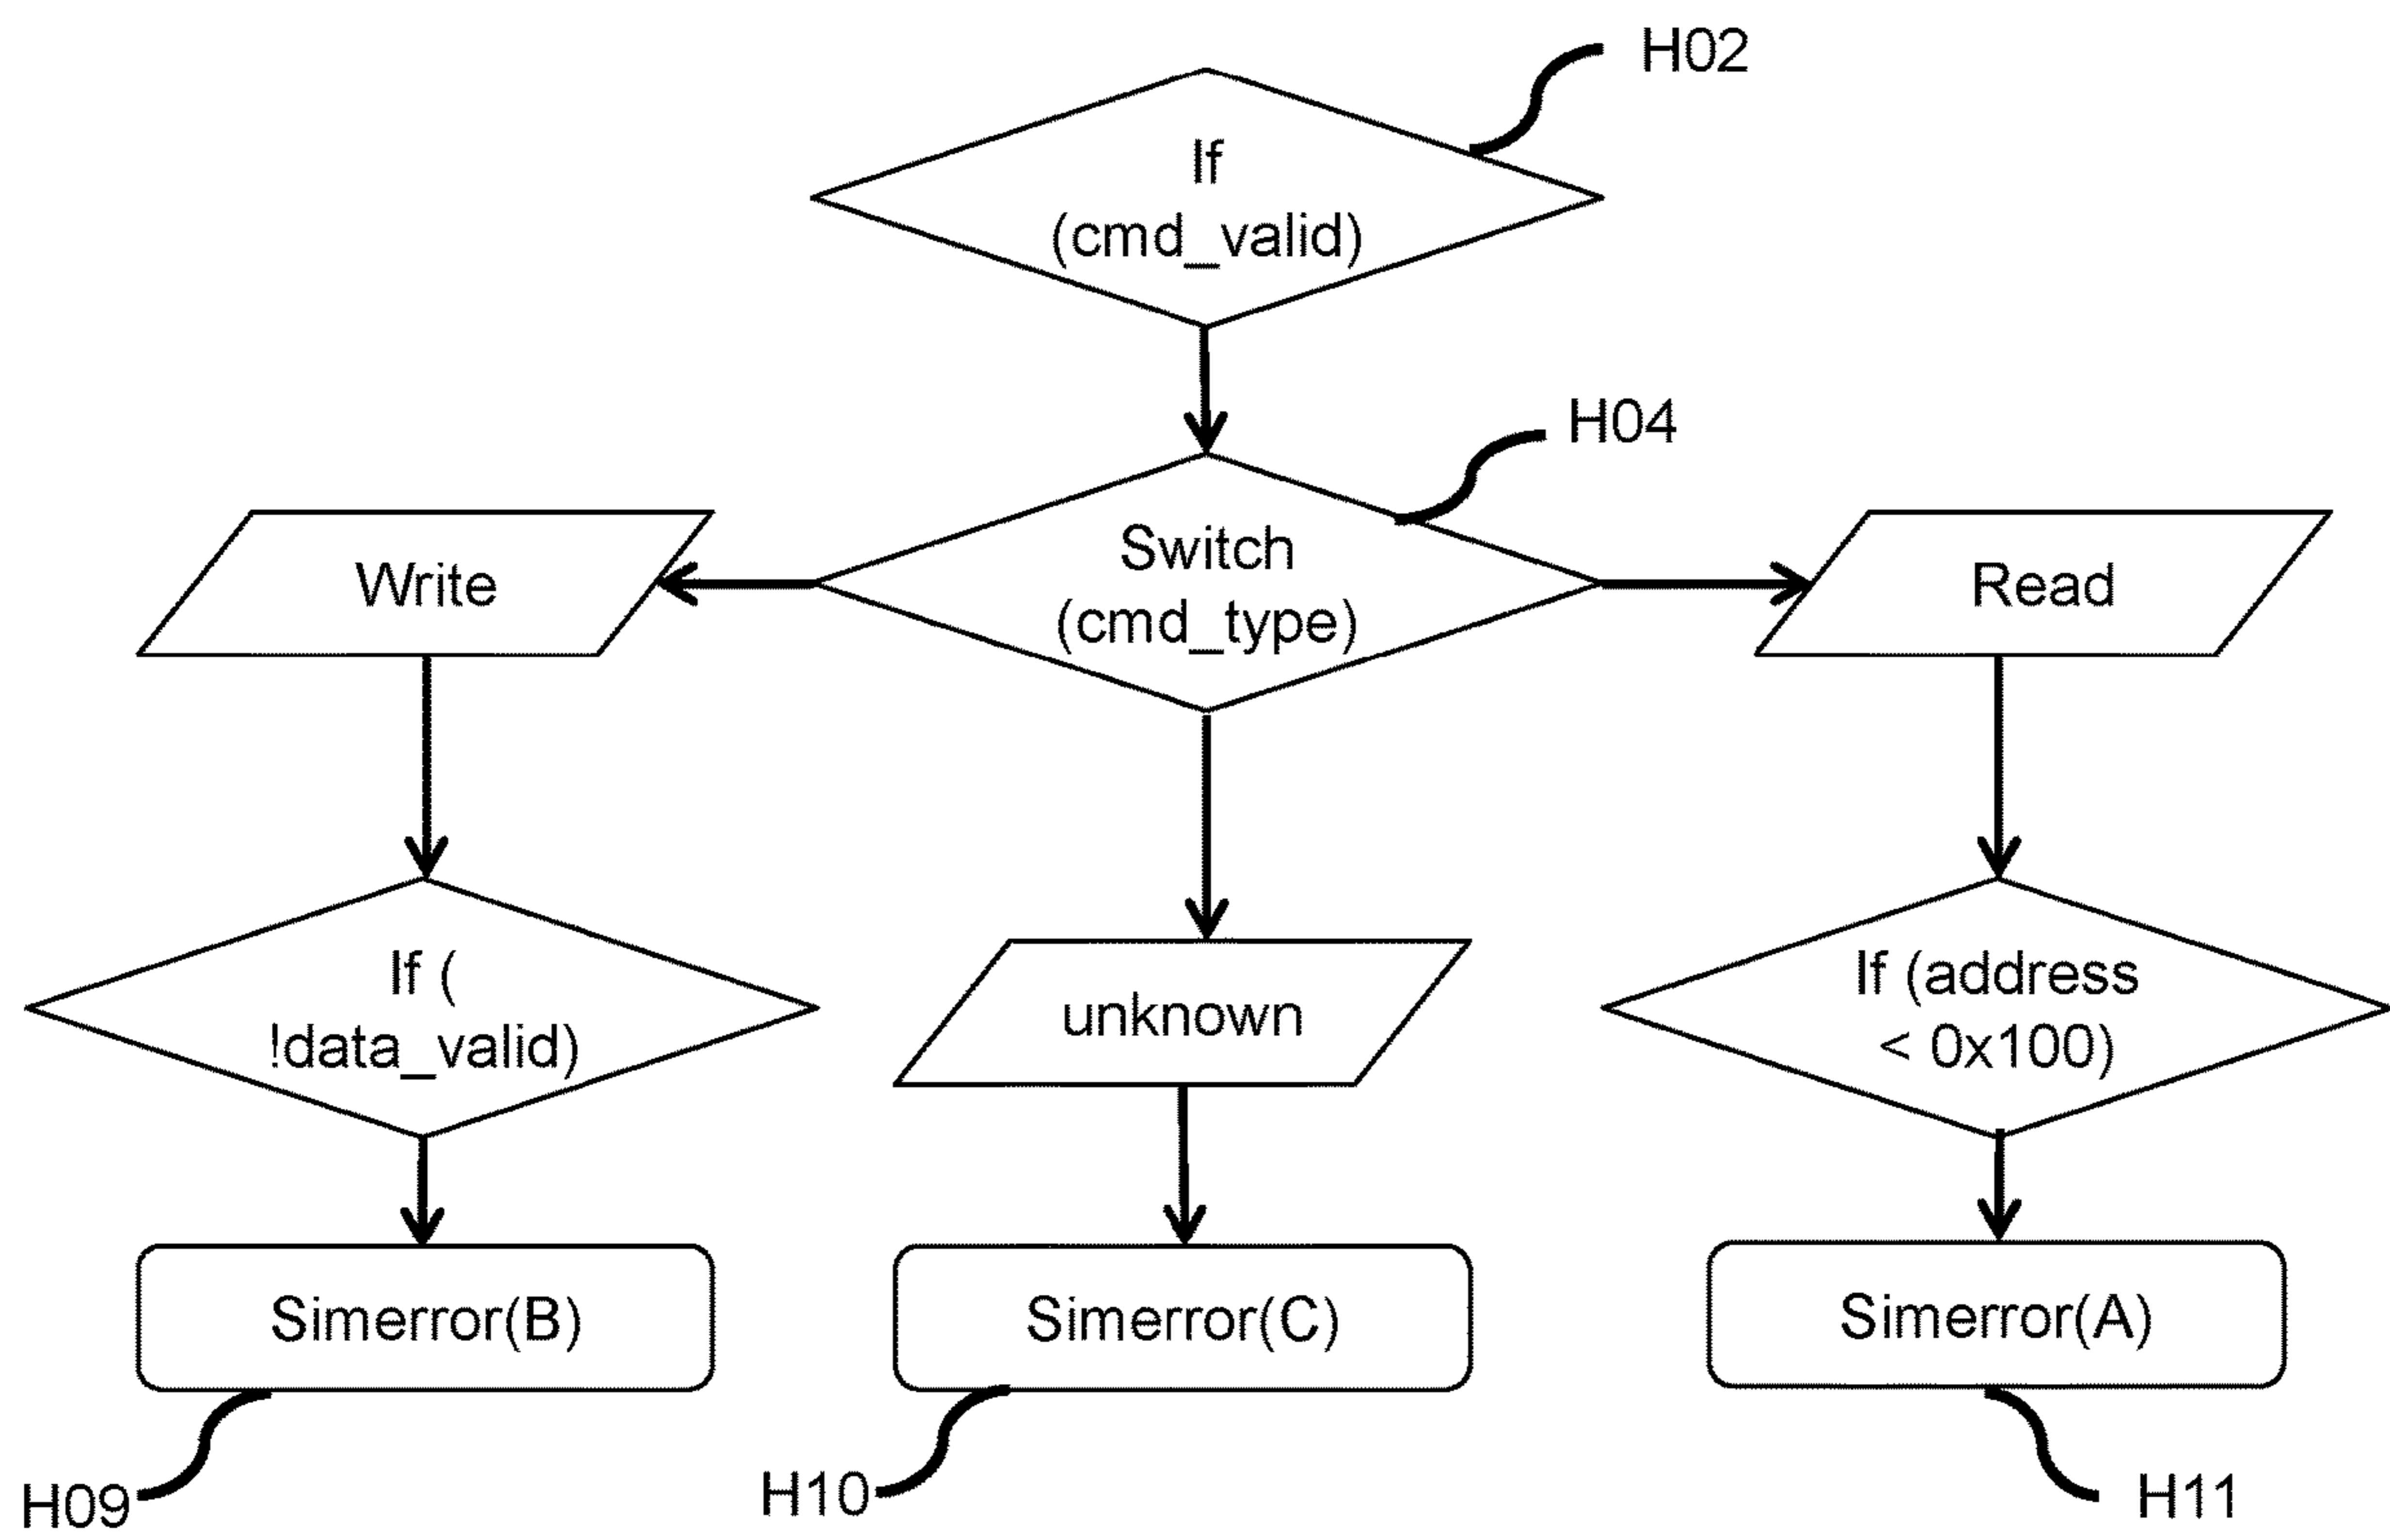 H02
If
(cmd_valid)
H04
Switch
(cmd_type)
Write
Read
If (
!data_valid)
unknown
If (address
< 0x100)
Simerror(B)
Simerror(C)
Simerror(A)
H09
H10
H11